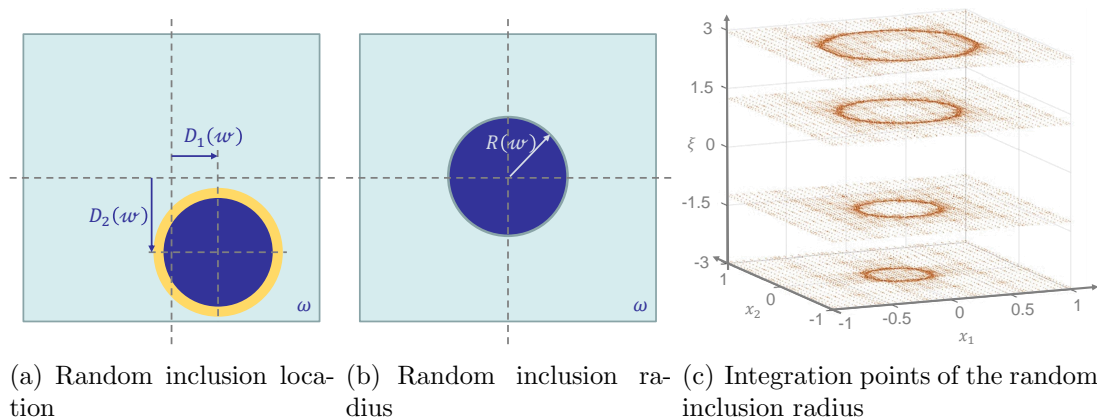 D₁(𝓌)
D₂(𝓌)
ω
R(𝓌)
ω
3
1.5
ξ 0
-1.5
-3
1
0
x₂
-1
-1
-0.5
0
0.5
1
x₁
(a) Random inclusion loca-
tion
(b) Random inclusion ra-
dius
(c) Integration points of the random
inclusion radius